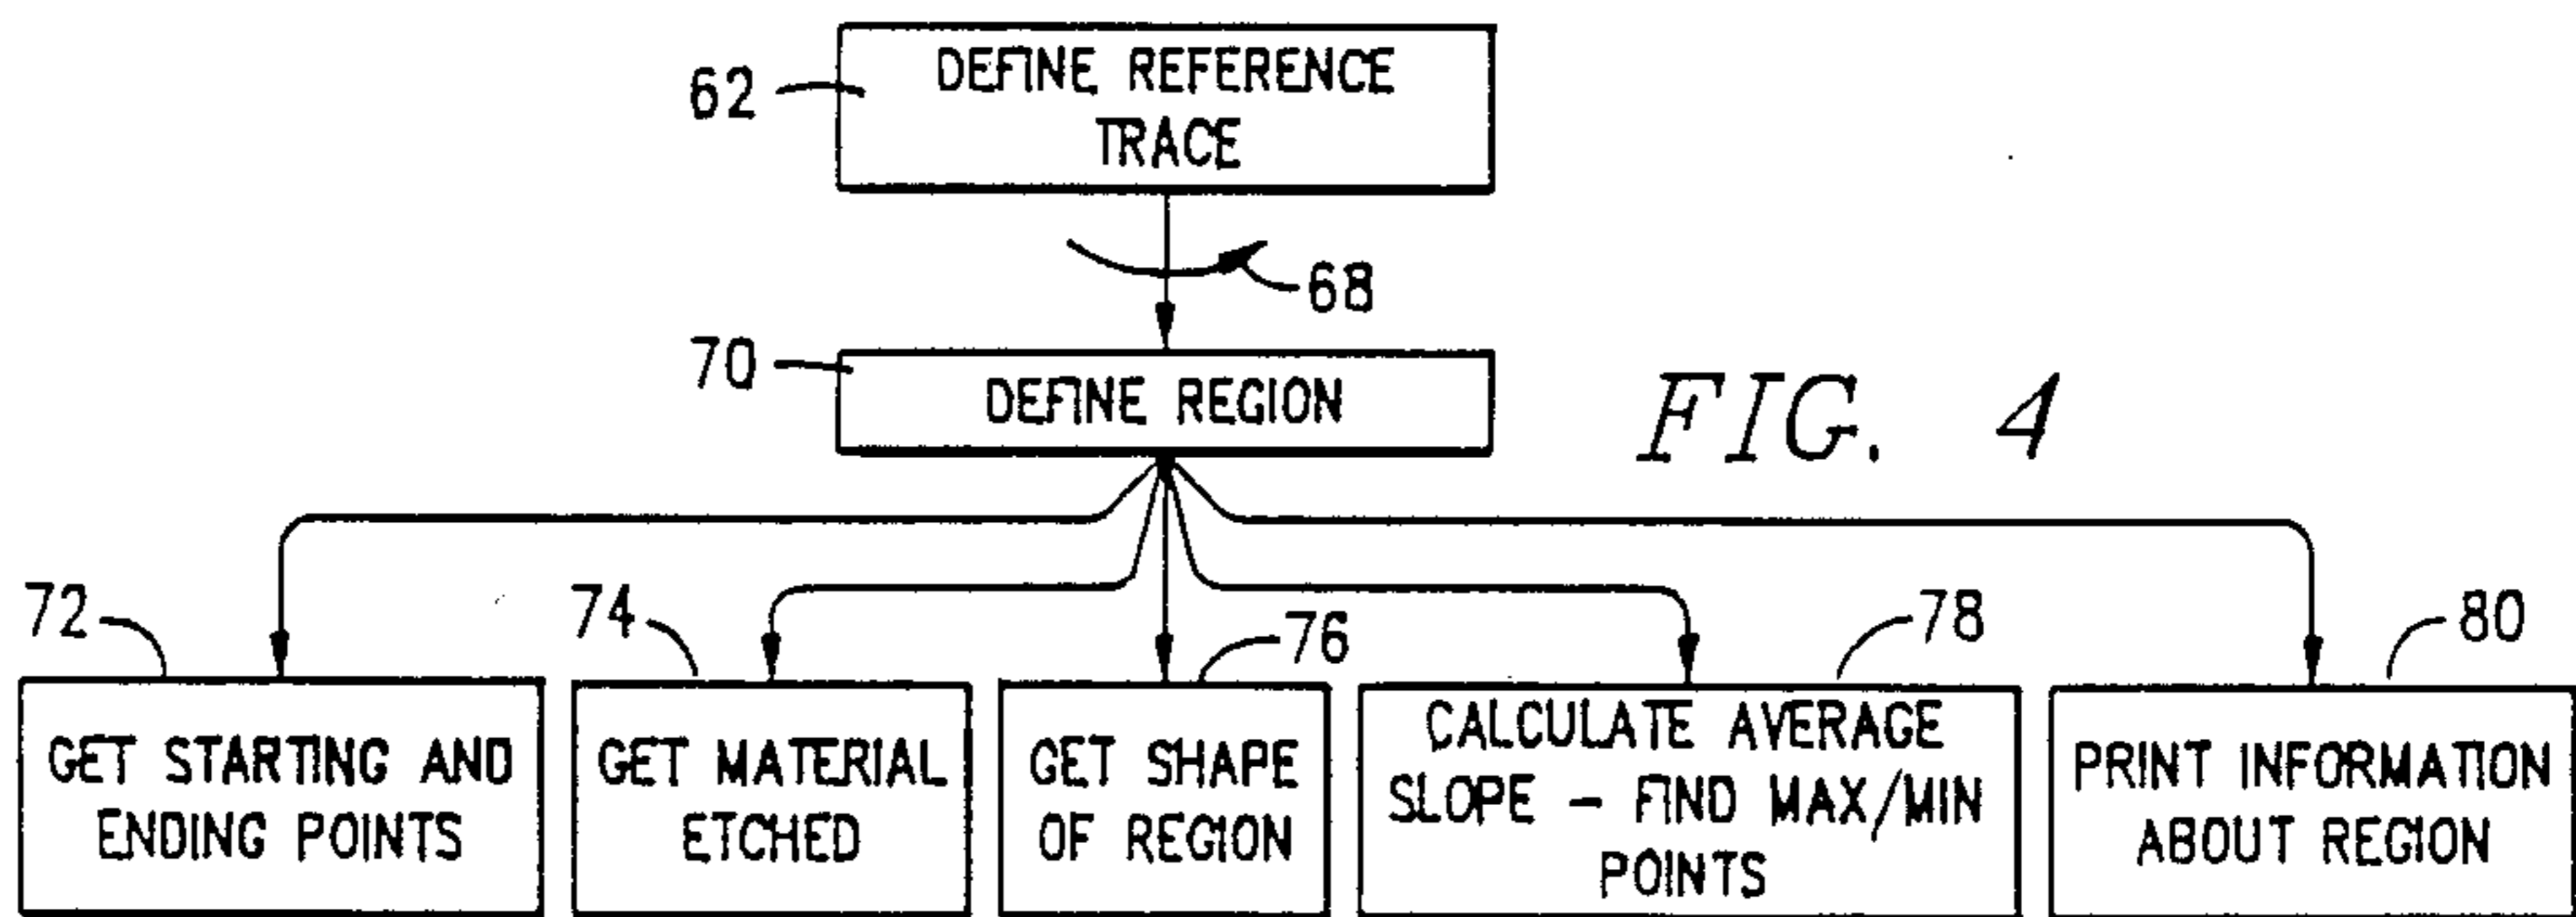 62
DEFINE REFERENCE
TRACE
68
70
DEFINE REGION
FIG. 4
72
GET STARTING AND
ENDING POINTS
74
GET MATERIAL
ETCHED
76
GET SHAPE
OF REGION
78
CALCULATE AVERAGE
SLOPE - FIND MAX/MIN
POINTS
80
PRINT INFORMATION
ABOUT REGION